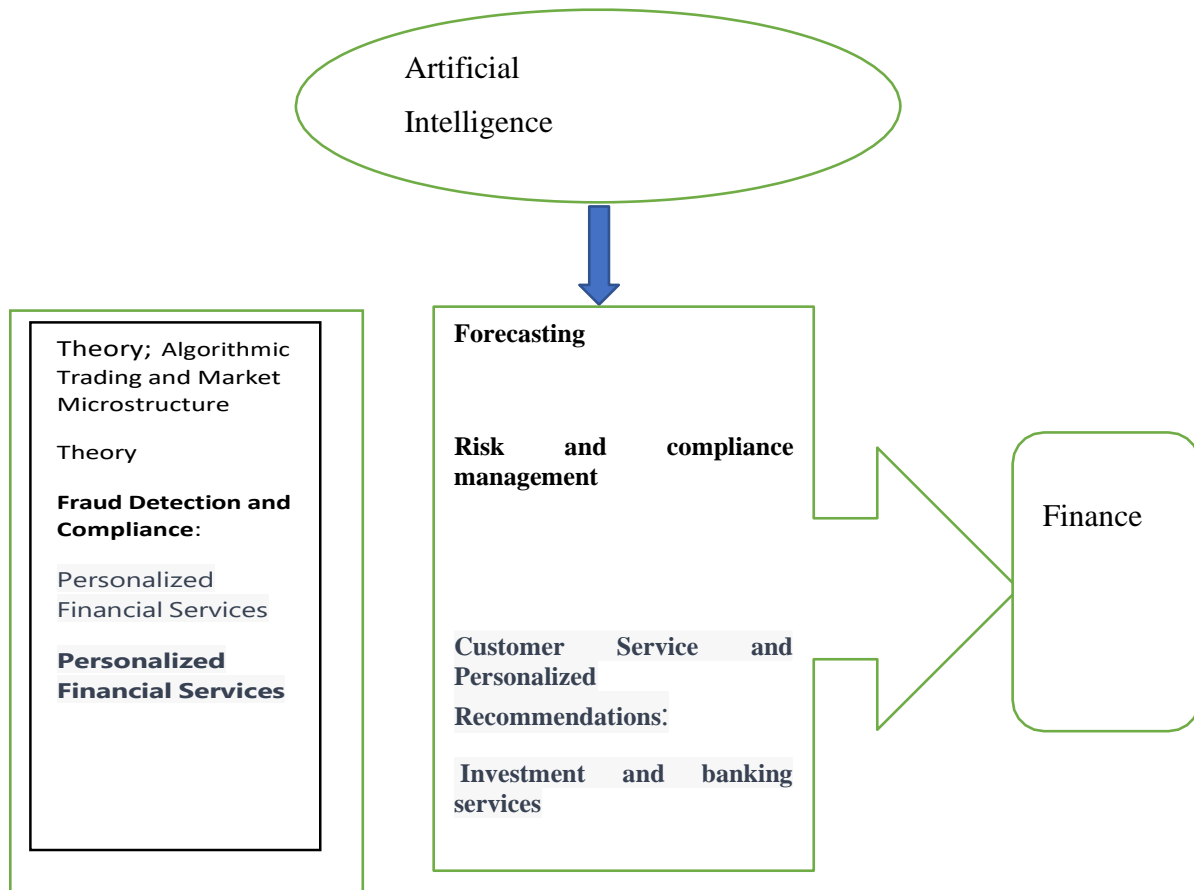 Artificial
Intelligence
Theory; Algorithmic
Trading and Market
Microstructure
Theory
Fraud Detection and
Compliance:
Personalized
Financial Services
Personalized
Financial Services
Forecasting
Risk and compliance
management
Customer Service and
Personalized
Recommendations:
Investment and banking
services
Finance